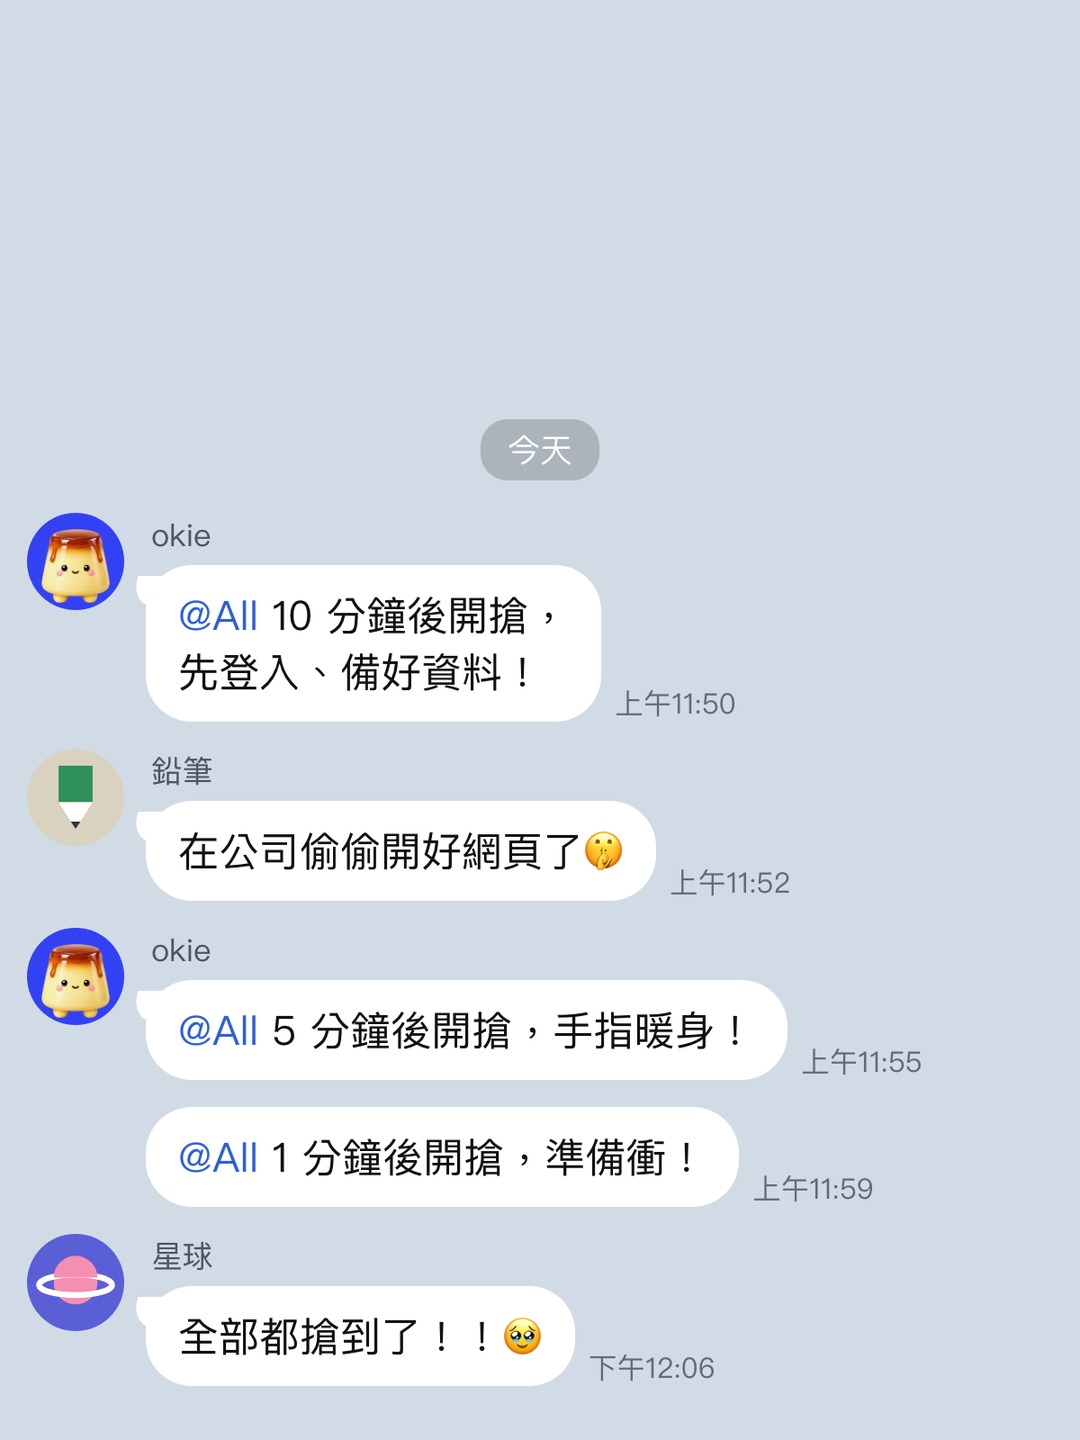 今天
okie
@All 10 分鐘後開搶，
先登入、備好資料！
上午11:50
鉛筆
在公司偷偷開好網頁了🤫
上午11:52
okie
@All 5 分鐘後開搶，手指暖身！
上午11:55
@All 1 分鐘後開搶，準備衝！
上午11:59
星球
全部都搶到了！！🥹
下午12:06